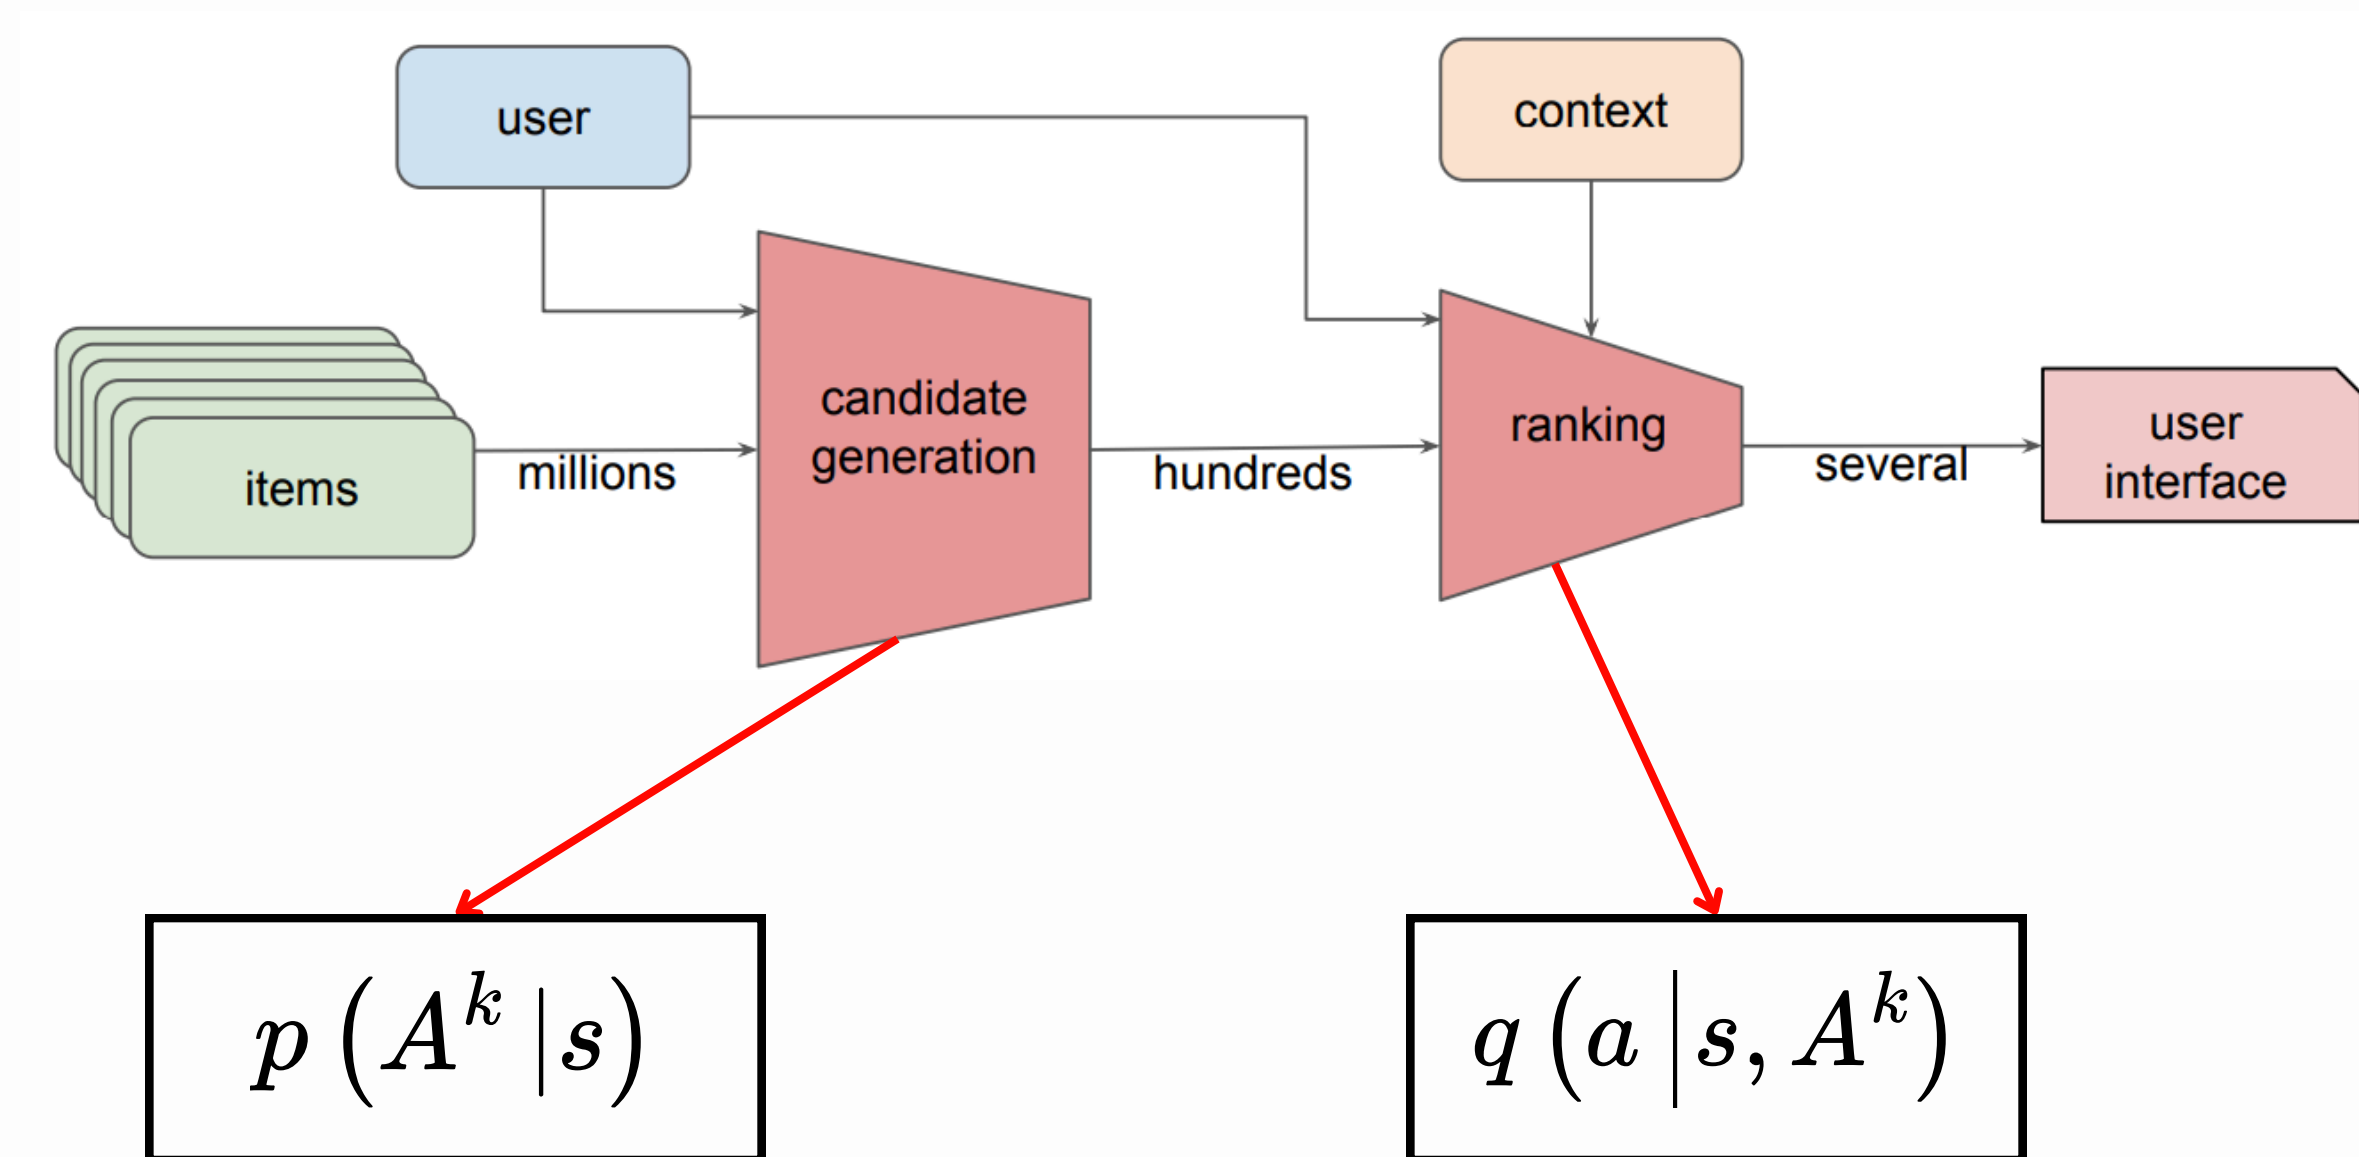 user
context
candidate
generation
ranking
user
interface
items
millions
hundreds
several
p (A^k | s)
q (a | s, A^k)